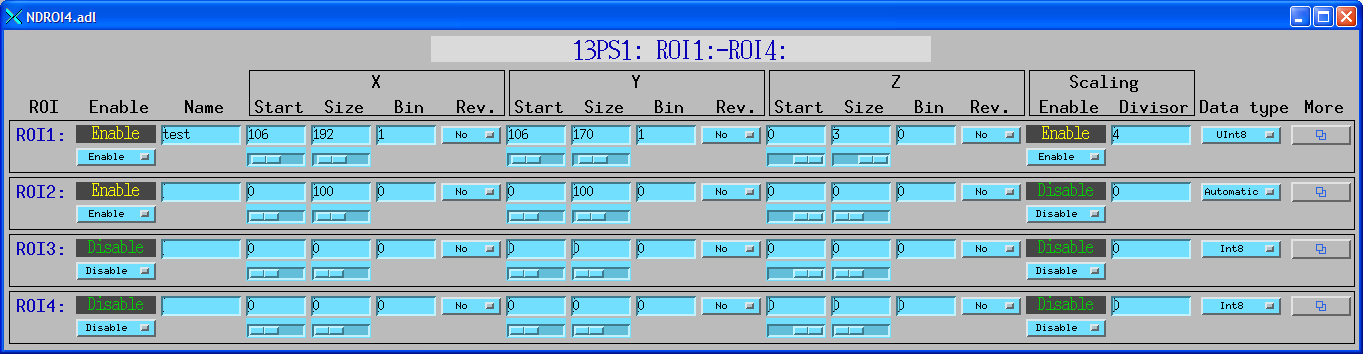 NDROI4.adl
13PS1: ROI1:-ROI4:
X Y Z Scaling
ROI Enable Name Start Size Bin Rev. Start Size Bin Rev. Start Size Bin Rev. Enable Divisor Data type More
ROI1: Enable test 106 192 1 No 106 170 1 No 0 3 0 No Enable 4 UInt8
Enable Enable
ROI2: Enable 0 100 0 No 0 100 0 No 0 0 0 No Disable 0 Automatic
Enable Disable
ROI3: Disable 0 0 0 No 0 0 0 No 0 0 0 No Disable 0 Int8
Disable Disable
ROI4: Disable 0 0 0 No 0 0 0 No 0 0 0 No Disable 0 Int8
Disable Disable